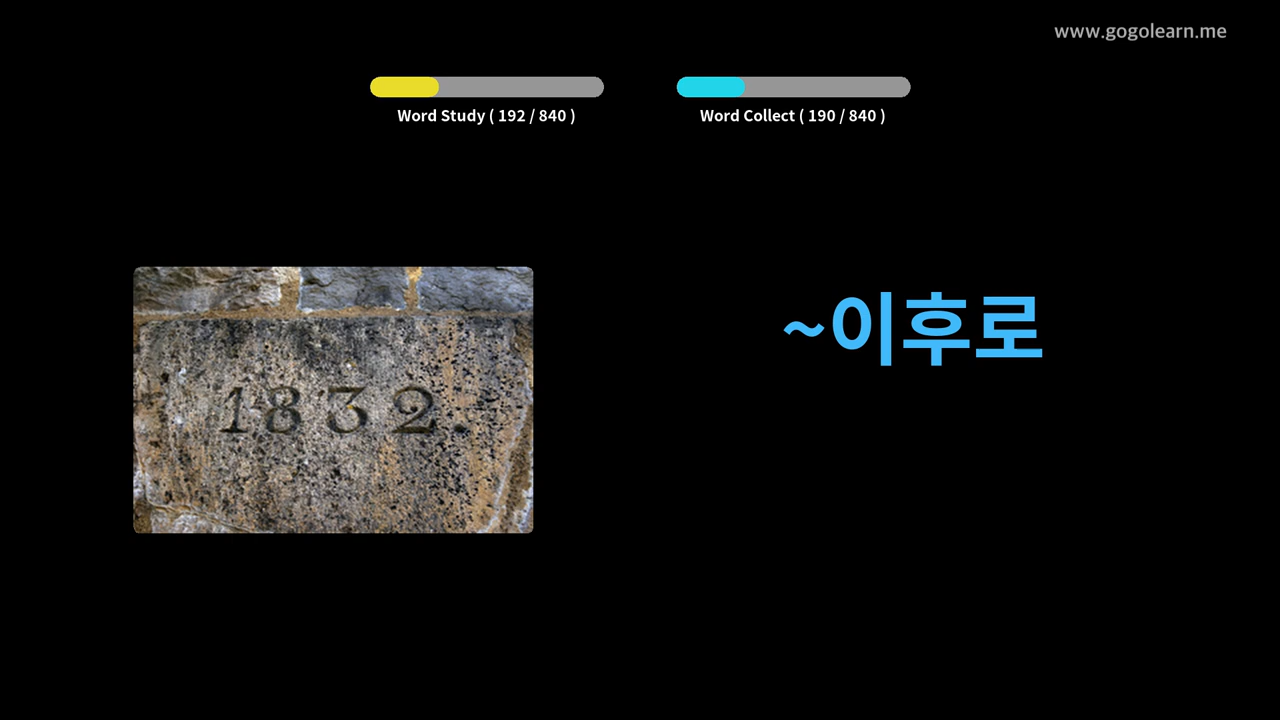 www.gogolearn.me
Word Study ( 192 / 840 )
Word Collect ( 190 / 840 )
1832.
~이후로